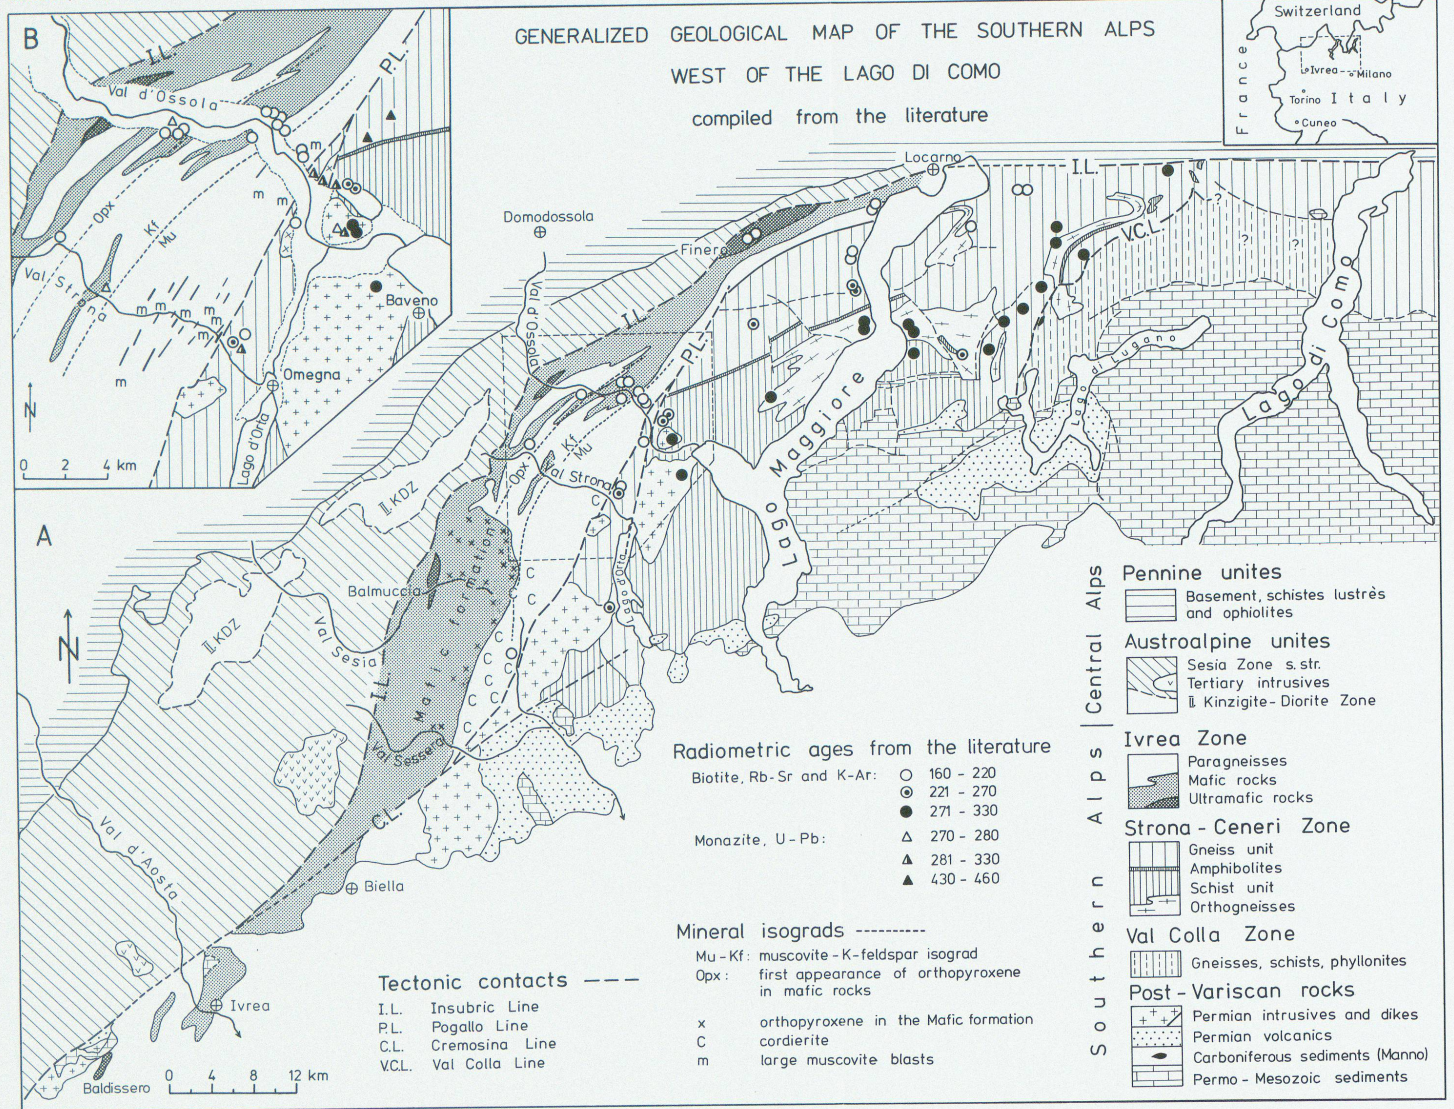 GENERALIZED GEOLOGICAL MAP OF THE SOUTHERN ALPS
WEST OF THE LAGO DI COMO
compiled from the literature
Switzerland
France
Ivrea
Milano
Torino
Italy
Cuneo
B
I.L.
P.L.
Val d'Ossola
m
m
m
Opx
Kf
Mu
Val Strona
m
m
m
m
m
m
m
Baveno
Omegna
Lago d'Orta
N
0 2 4 km
A
Locarno
I.L.
Domodossola
Finero
V.C.L.
?
?
?
Val d'Ossola
I.L.
P.L.
Lago Maggiore
Lago di Lugano
Lago di Como
Kf
Mu
Opx
Val Strona
C
II KDZ
Mafic formation
x
C
C
C
C
C
C
C
C
C
Lago d'Orta
Balmuccia
II KDZ
Val Sesia
I.L.
N
Val Sessera
C.L.
Val d'Aosta
Biella
Ivrea
Baldissero
0 4 8 12 km
Tectonic contacts
I.L. Insubric Line
P.L. Pogallo Line
C.L. Cremosina Line
V.C.L. Val Colla Line
Radiometric ages from the literature
Biotite, Rb-Sr and K-Ar: 160 - 220
221 - 270
271 - 330
Monazite, U-Pb: 270 - 280
281 - 330
430 - 460
Mineral isograds
Mu-Kf: muscovite-K-feldspar isograd
Opx: first appearance of orthopyroxene
in mafic rocks
x orthopyroxene in the Mafic formation
C cordierite
m large muscovite blasts
Southern Alps | Central Alps
Pennine unites
Basement, schistes lustrès
and ophiolites
Austroalpine unites
Sesia Zone s. str.
Tertiary intrusives
II Kinzigite-Diorite Zone
Ivrea Zone
Paragneisses
Mafic rocks
Ultramafic rocks
Strona-Ceneri Zone
Gneiss unit
Amphibolites
Schist unit
Orthogneisses
Val Colla Zone
Gneisses, schists, phyllonites
Post-Variscan rocks
Permian intrusives and dikes
Permian volcanics
Carboniferous sediments (Manno)
Permo-Mesozoic sediments